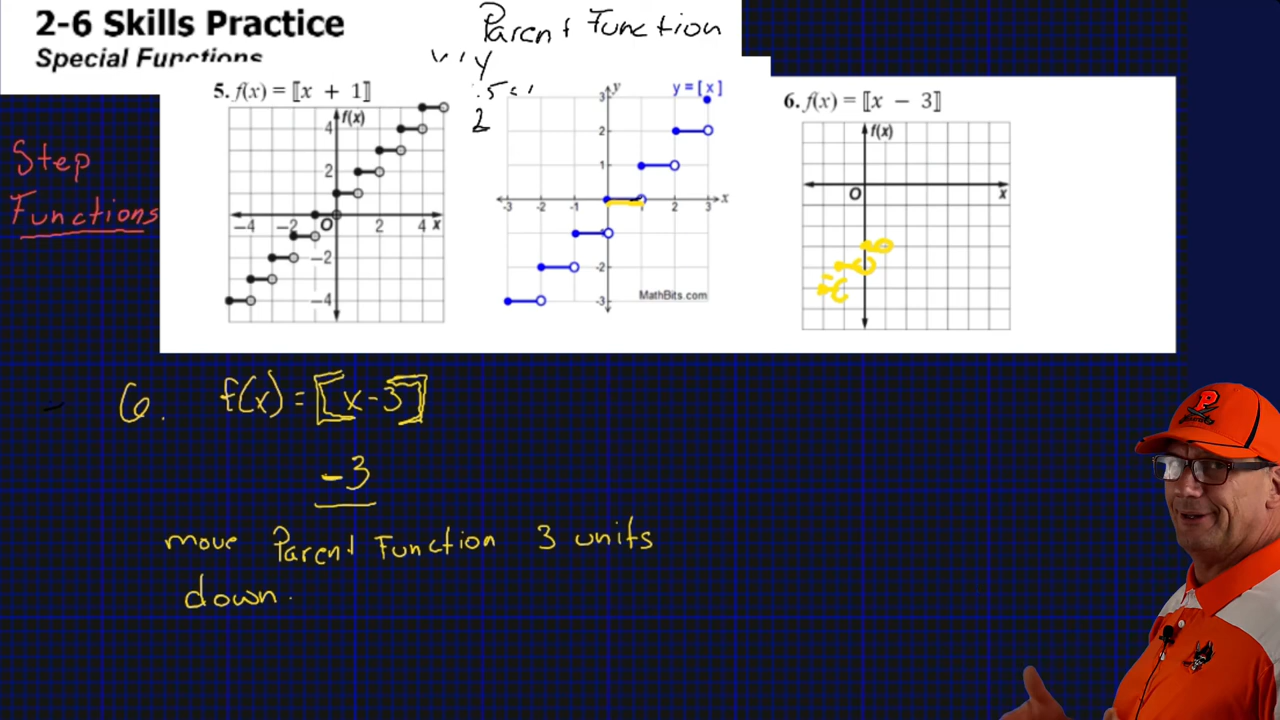 2-6 Skills Practice
Special Functions
Parent Function
x | y
.5
2
5. f(x) = ⟦x + 1⟧
f(x)
4
2
-4 -2 O 2 4 x
-2
-4
y
y = [x]
3
2
1
-3 -2 -1 1 2 3 x
-2
-3
MathBits.com
6. f(x) = ⟦x − 3⟧
f(x)
O x
Step
Functions
6. f(x) = ⟦x-3⟧
-3
move Parent Function 3 units
down.
P